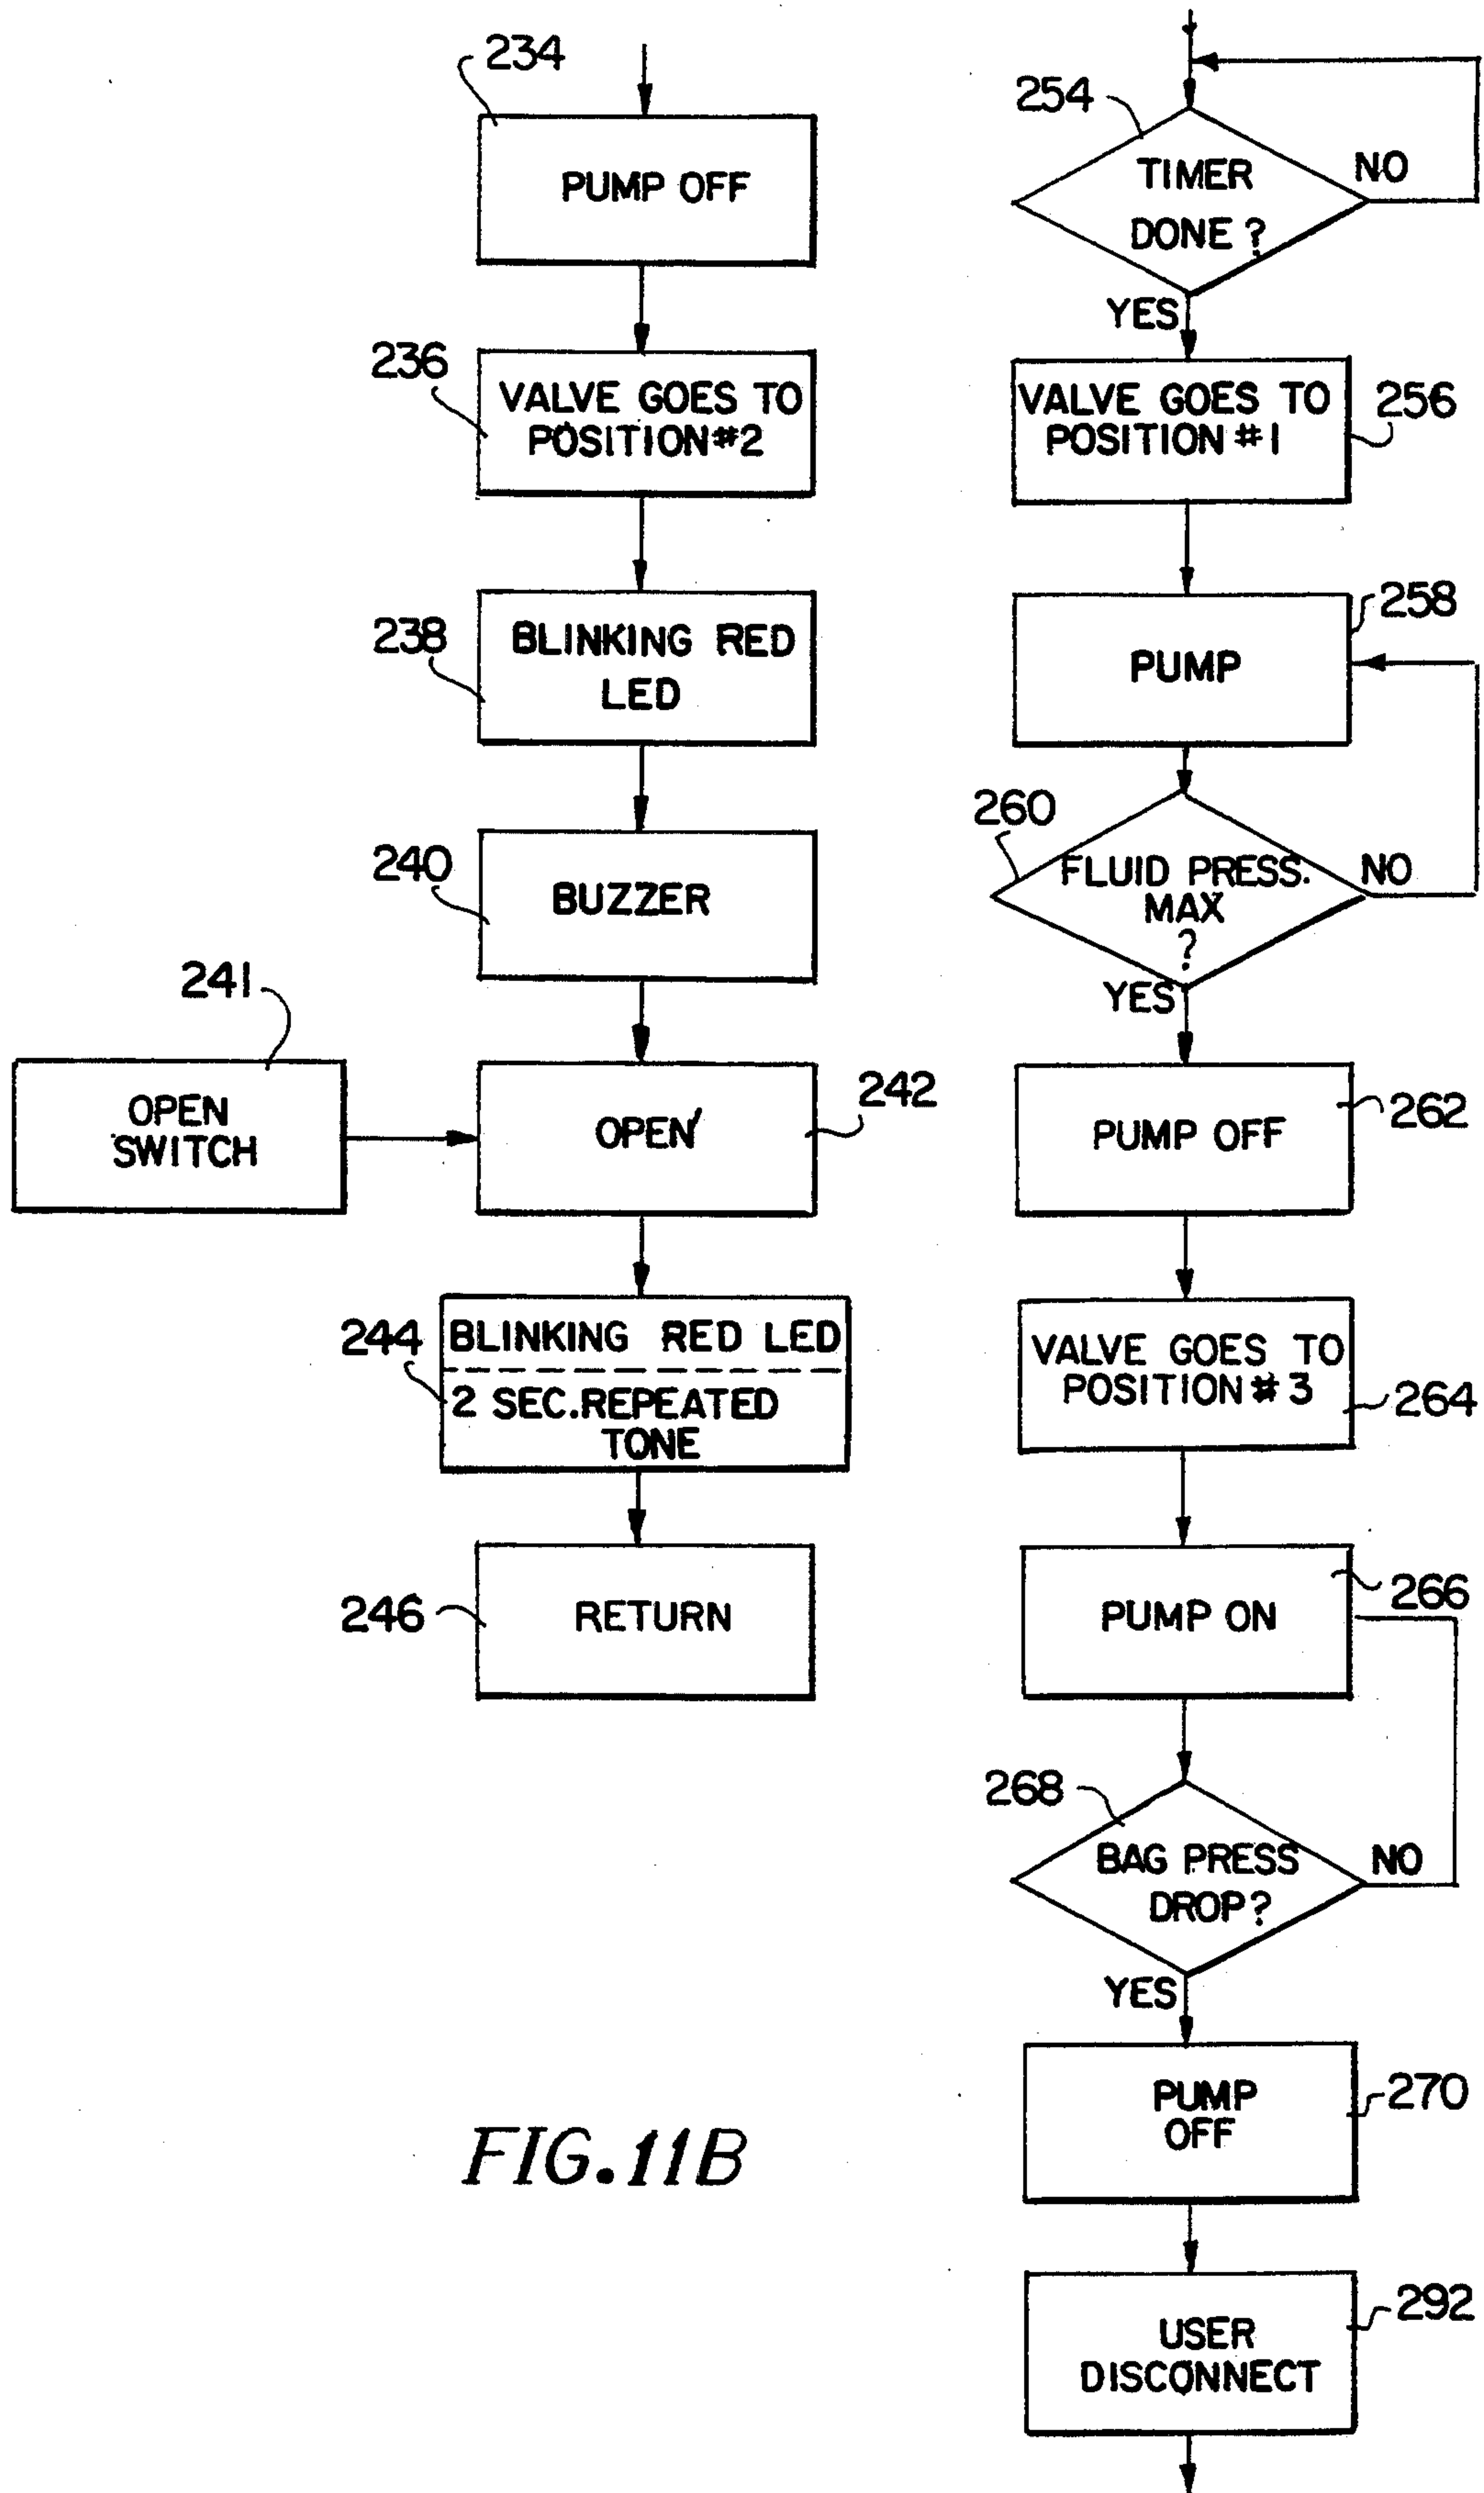 234
PUMP OFF
236
VALVE GOES TO
POSITION #2
238
BLINKING RED
LED
240
BUZZER
241
OPEN
SWITCH
OPEN
242
244
BLINKING RED LED
2 SEC. REPEATED
TONE
246
RETURN
254
TIMER
DONE ?
NO
YES
VALVE GOES TO
POSITION #1
256
PUMP
258
260
FLUID PRESS.
MAX
?
NO
YES
PUMP OFF
262
VALVE GOES TO
POSITION #3
264
PUMP ON
266
268
BAG PRESS
DROP?
NO
YES
PUMP
OFF
270
USER
DISCONNECT
292
FIG. 11B